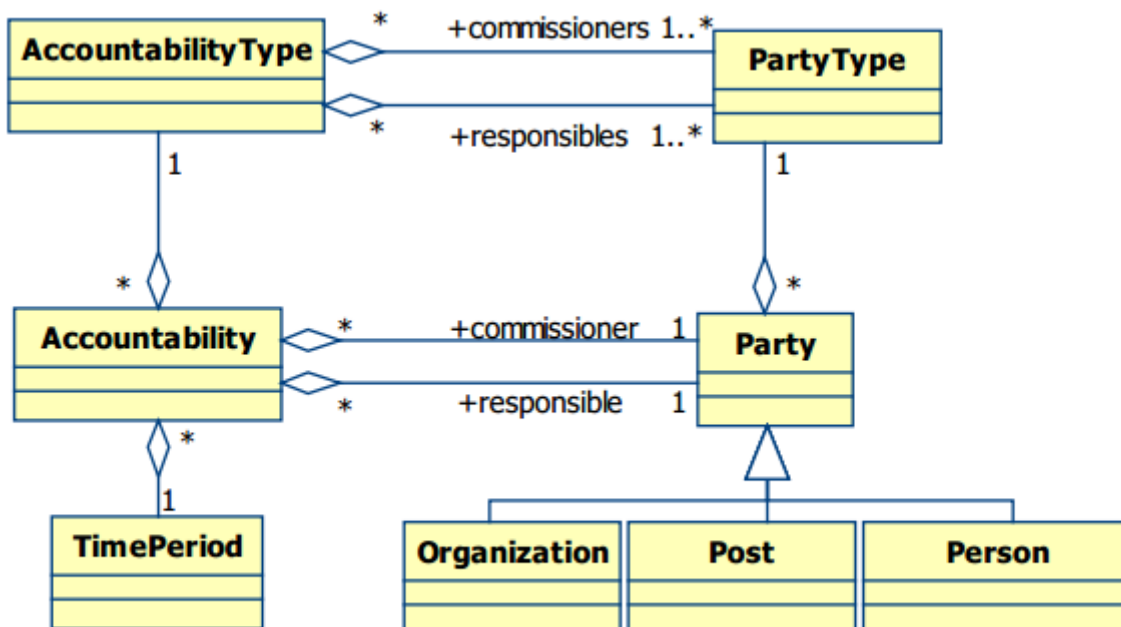 * +commissioners 1..*
AccountabilityType
PartyType
* +responsibles 1..*
1
1
*
*
Accountability
* +commissioner 1
Party
* +responsible 1
*
1
TimePeriod
Organization
Post
Person